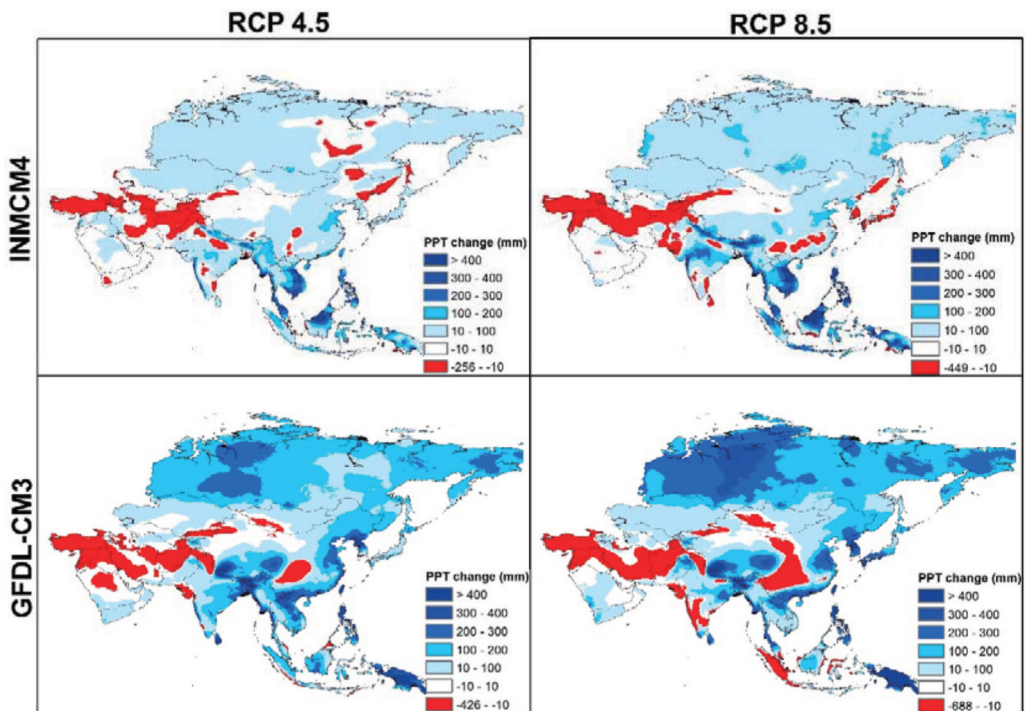 RCP 4.5
RCP 8.5
INMCM4
PPT change (mm)
> 400
300 - 400
200 - 300
100 - 200
10 - 100
-10 - 10
-256 - -10
PPT change (mm)
> 400
300 - 400
200 - 300
100 - 200
10 - 100
-10 - 10
-449 - -10
GFDL-CM3
PPT change (mm)
> 400
300 - 400
200 - 300
100 - 200
10 - 100
-10 - 10
-426 - -10
PPT change (mm)
> 400
300 - 400
200 - 300
100 - 200
10 - 100
-10 - 10
-688 - -10